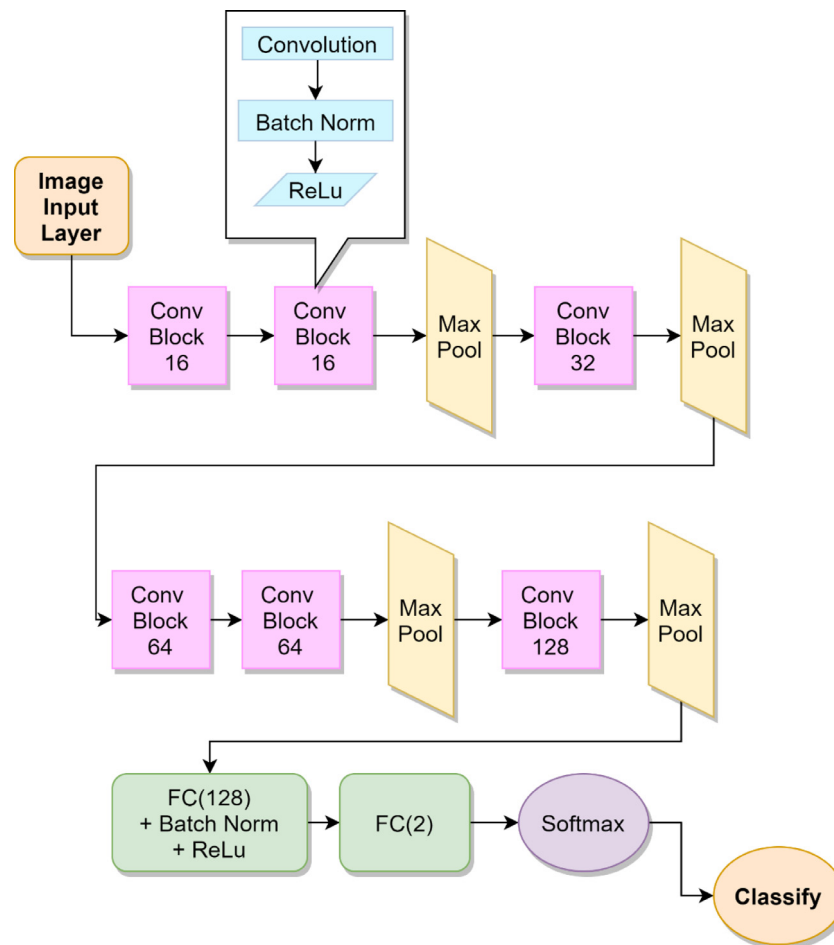 Convolution
Batch Norm
ReLu
Image
Input
Layer
Conv
Block
16
Conv
Block
16
Max
Pool
Conv
Block
32
Max
Pool
Conv
Block
64
Conv
Block
64
Max
Pool
Conv
Block
128
Max
Pool
FC(128)
+ Batch Norm
+ ReLu
FC(2)
Softmax
Classify